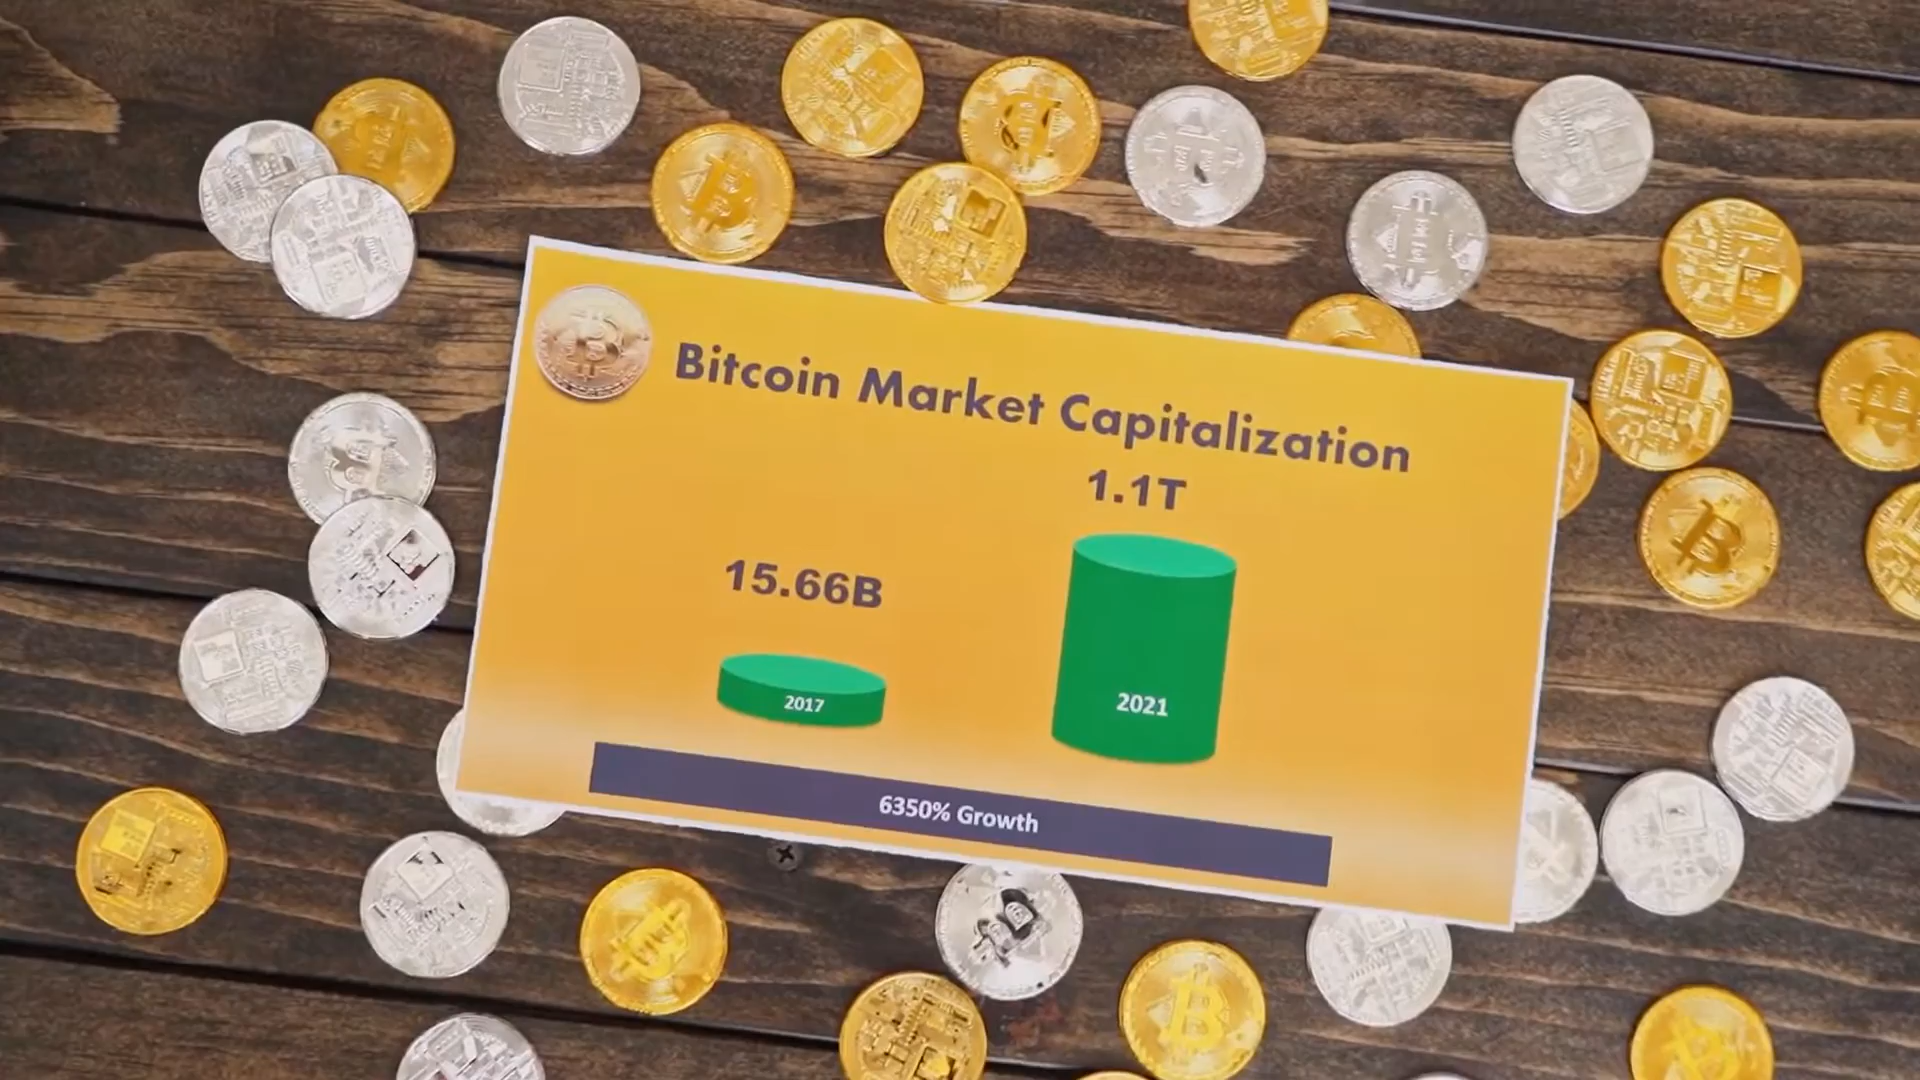 Bitcoin Market Capitalization
1.1T
15.66B
2017
2021
6350% Growth